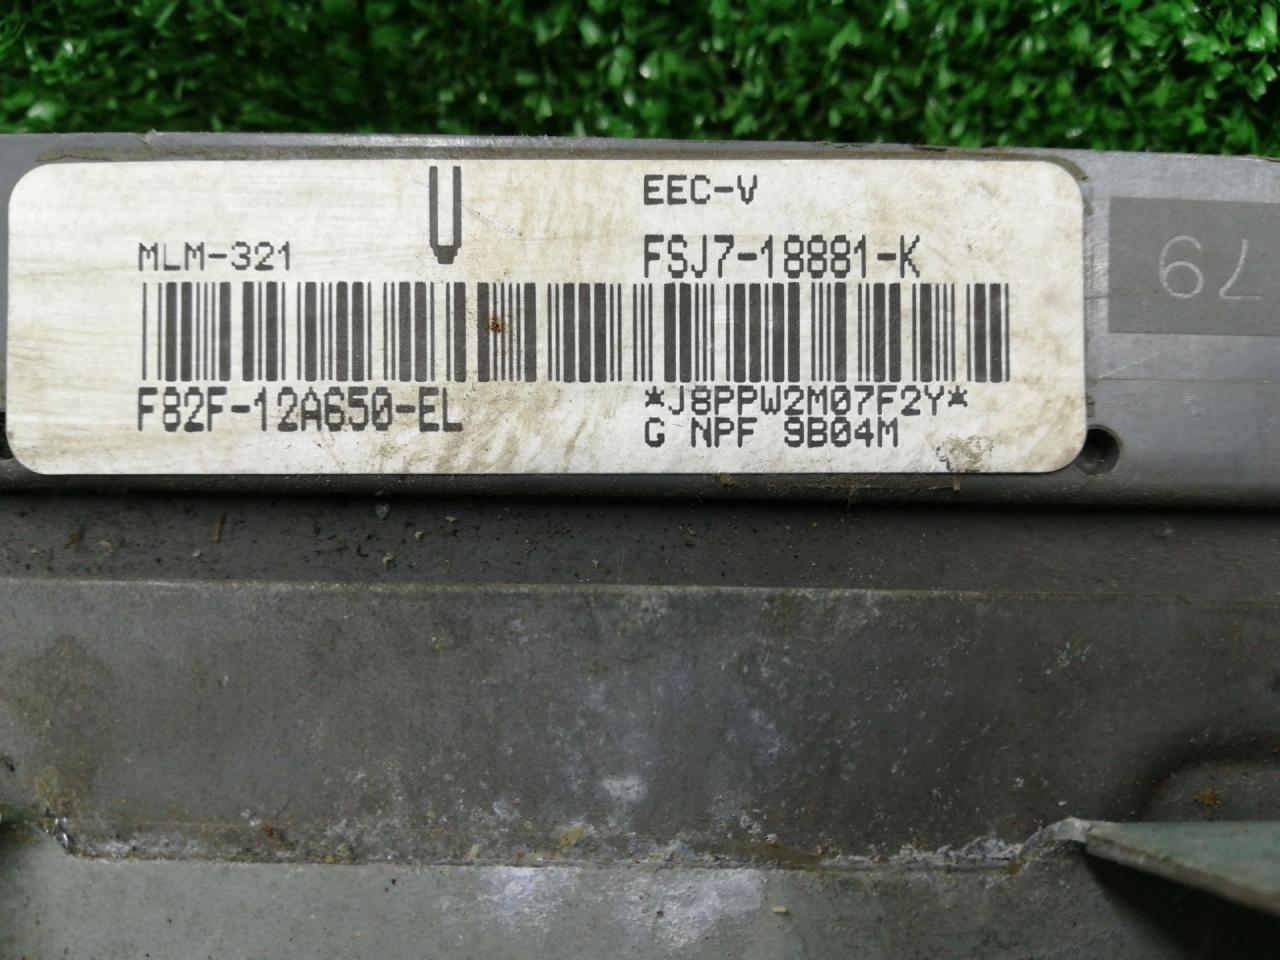 EEC-V
MLM-321
FSJ7-18881-K
F82F-12A650-EL
*J8PPW2M07F2Y*
G NPF 9B04M
79